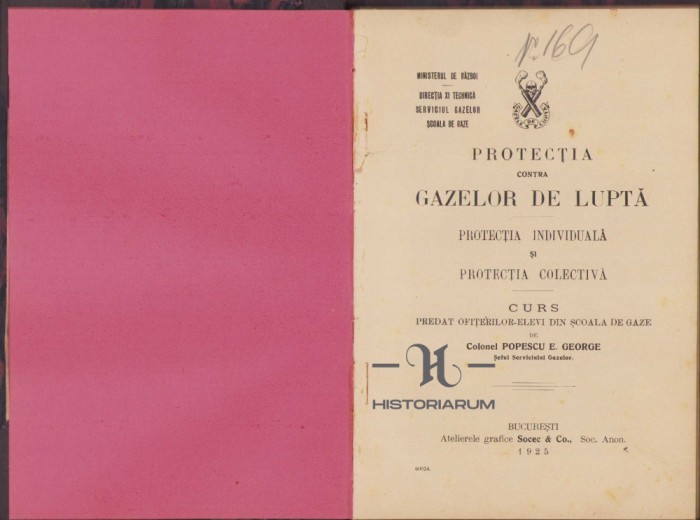 No 169
MINISTERUL DE RĂZBOI
DIRECȚIA XI TECHNICĂ
SERVICIUL GAZELOR
ȘCOALA DE GAZE
PROTECȚIA
CONTRA
GAZELOR DE LUPTĂ
PROTECȚIA INDIVIDUALĂ
ȘI
PROTECȚIA COLECTIVĂ
CURS
PREDAT OFIȚERILOR-ELEVI DIN ȘCOALA DE GAZE
DE
Colonel POPESCU E. GEORGE
Șeful Serviciului Gazelor.
H
HISTORIARUM
BUCUREȘTI
Atelierele grafice Socec & Co., Soc. Anon.
1925